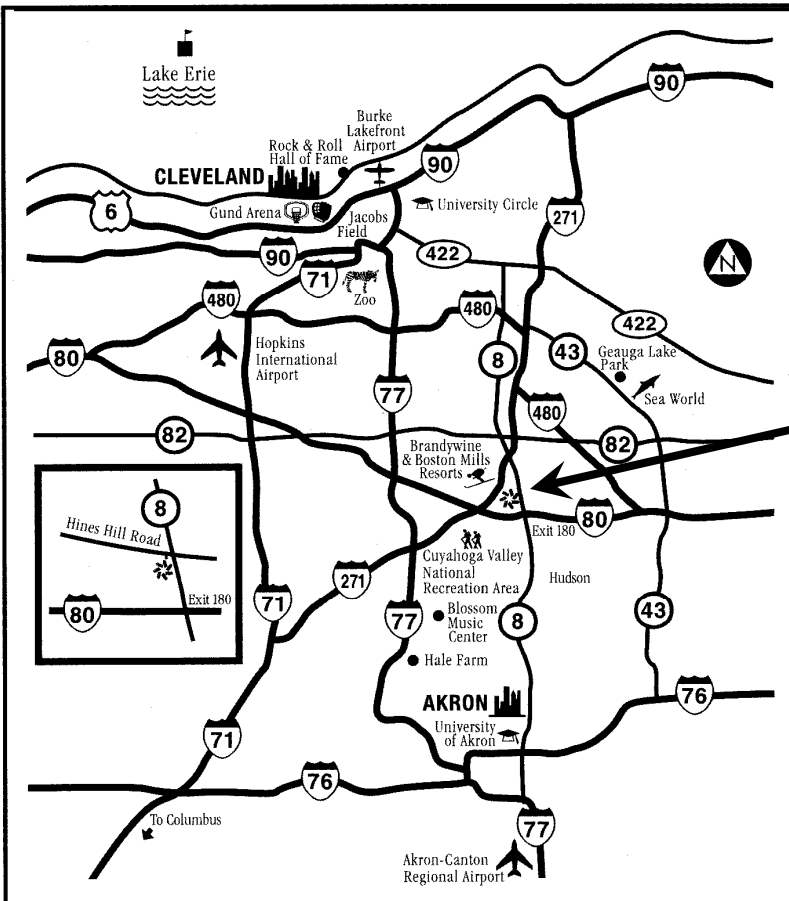 Lake Erie
90
Burke
Lakefront
Airport
Rock & Roll
Hall of Fame
90
CLEVELAND
6
Gund Arena
Jacobs
Field
University Circle
271
90
422
N
71
Zoo
480
480
422
Hopkins
International
Airport
80
8
43
Geauga Lake
Park
Sea World
77
480
82
82
Brandywine
& Boston Mills
Resorts
8
Hines Hill Road
Exit 180
80
Exit 180
80
Cuyahoga Valley
National
Recreation Area
Hudson
271
71
77
Blossom
Music
Center
8
43
Hale Farm
AKRON
76
University
of Akron
71
76
To Columbus
77
Akron-Canton
Regional Airport